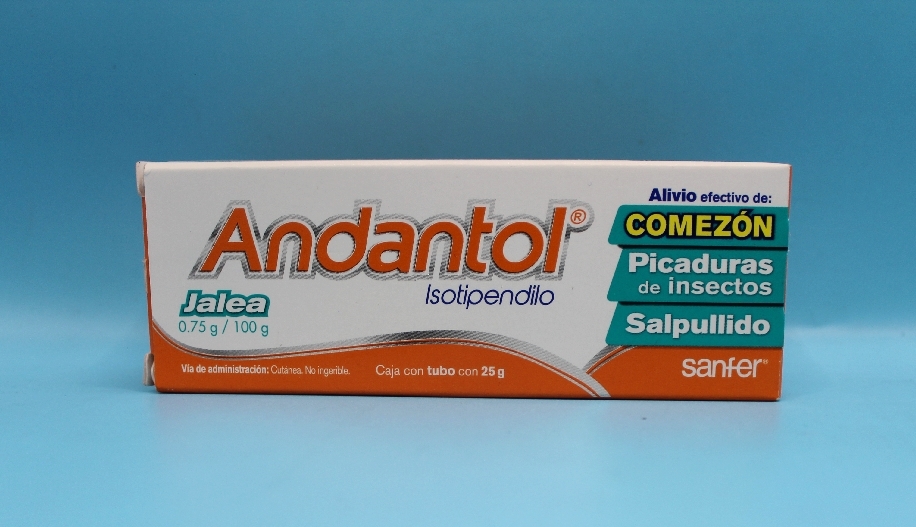 Andantol®
Isotipendilo
Jalea
0.75 g / 100 g
Alivio efectivo de:
COMEZÓN
Picaduras
de insectos
Salpullido
Vía de administración: Cutánea. No ingerible.
Caja con tubo con 25 g
sanfer®